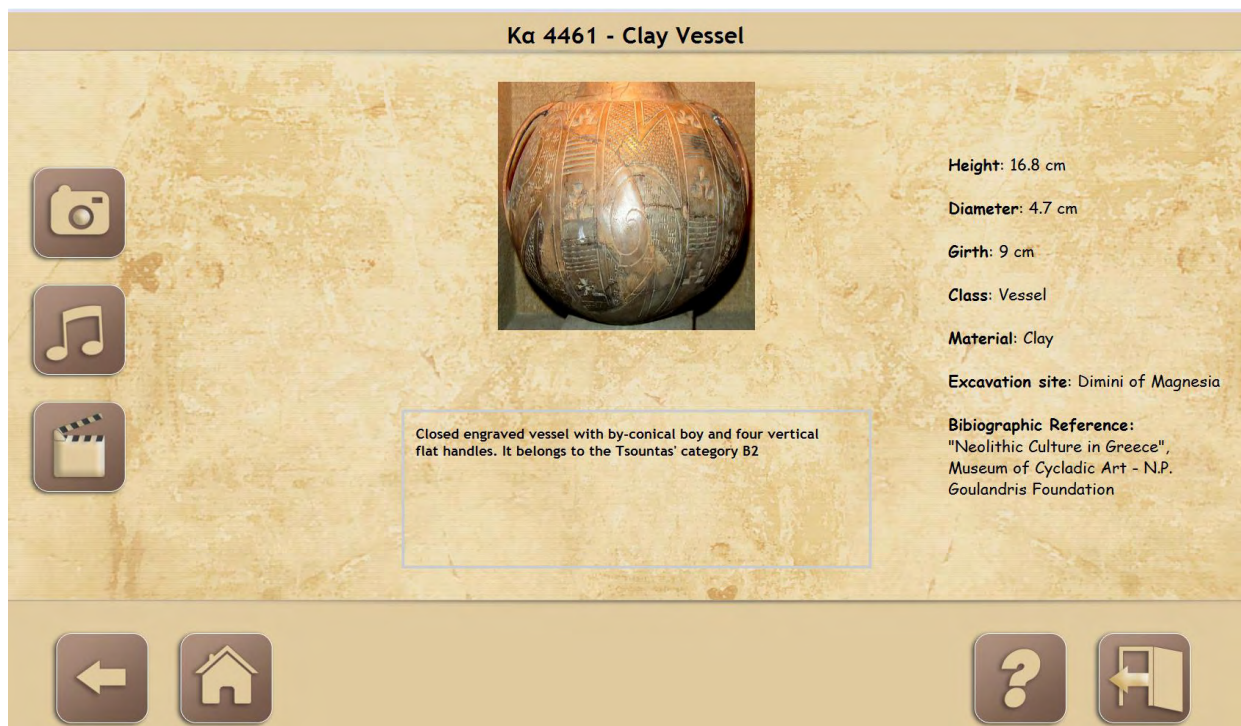 Κα 4461 - Clay Vessel
Height: 16.8 cm
Diameter: 4.7 cm
Girth: 9 cm
Class: Vessel
Material: Clay
Excavation site: Dimini of Magnesia
Bibiographic Reference:
"Neolithic Culture in Greece",
Museum of Cycladic Art - N.P.
Goulandris Foundation
Closed engraved vessel with by-conical boy and four vertical
flat handles. It belongs to the Tsountas' category B2